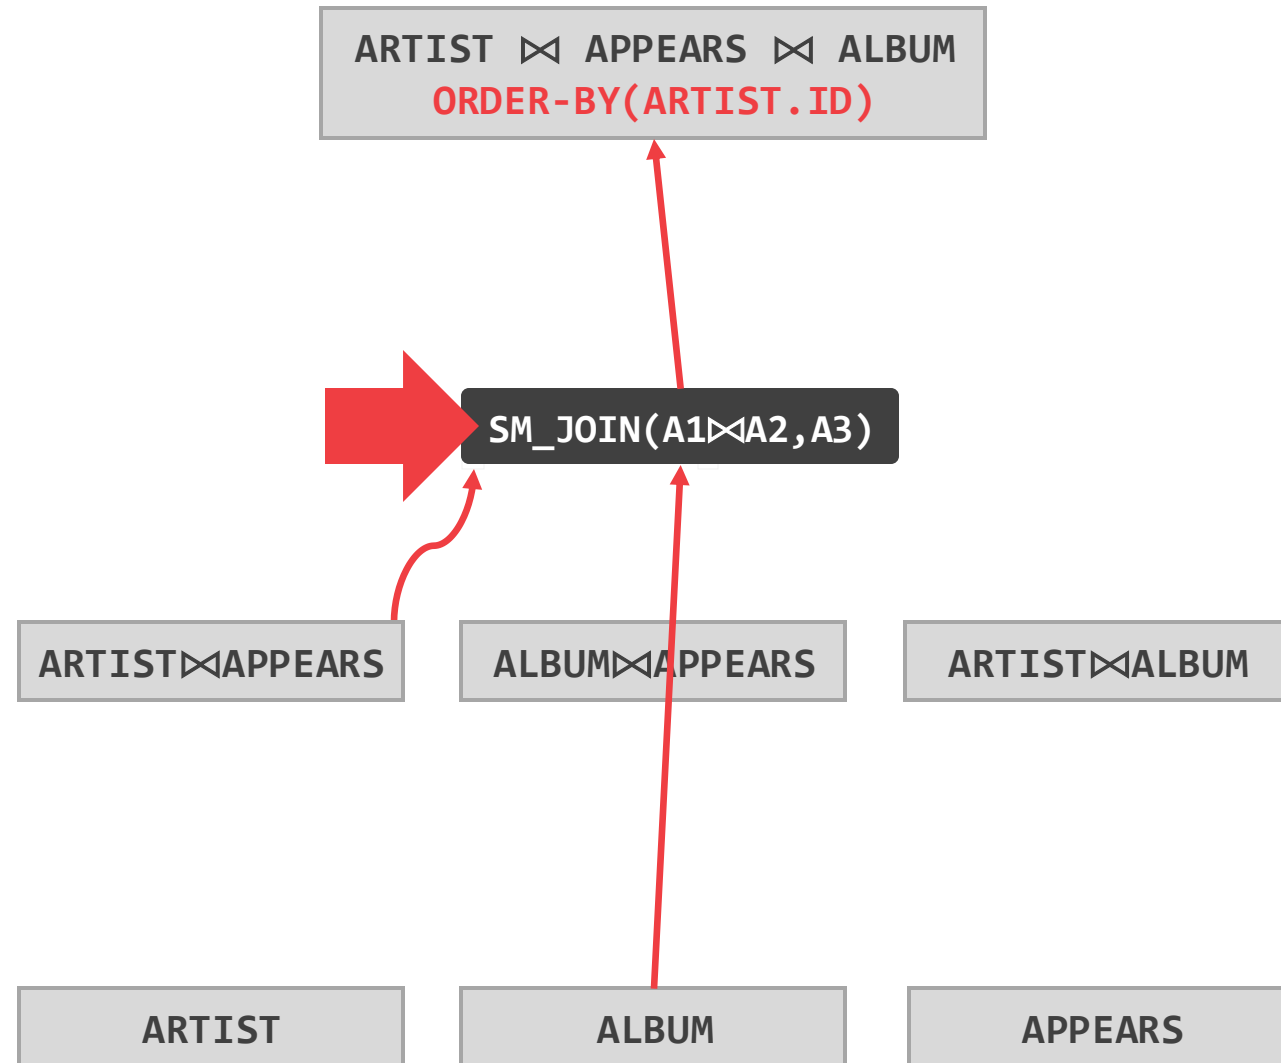 ARTIST ⋈ APPEARS ⋈ ALBUM
ORDER-BY(ARTIST.ID)
SM_JOIN(A1⋈A2,A3)
ARTIST⋈APPEARS
ALBUM⋈APPEARS
ARTIST⋈ALBUM
ARTIST
ALBUM
APPEARS